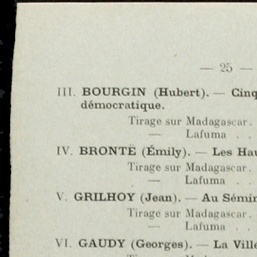 — 25 —
III. BOURGIN (Hubert). — Cinq
démocratique.
Tirage sur Madagascar.
— Lafuma . .
IV. BRONTË (Émily). — Les Hau
Tirage sur Madagascar.
— Lafuma . .
V. GRILHOY (Jean). — Au Sémin
Tirage sur Madagascar.
— Lafuma . .
VI. GAUDY (Georges). — La Ville